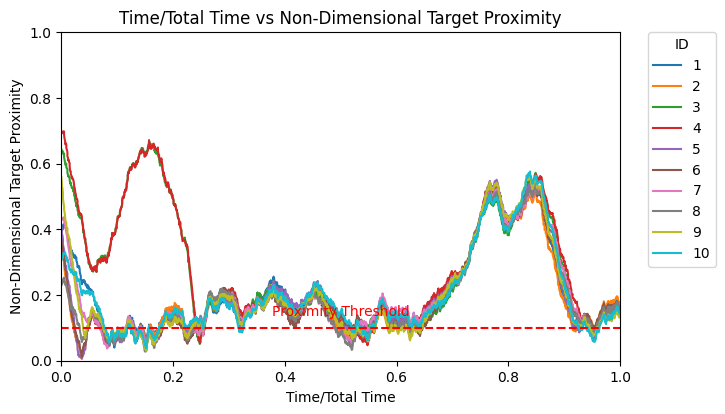 Time/Total Time vs Non-Dimensional Target Proximity
Non-Dimensional Target Proximity
1.0
0.8
0.6
0.4
0.2
0.0
Proximity Threshold
0.0 0.2 0.4 0.6 0.8 1.0
Time/Total Time
ID
1
2
3
4
5
6
7
8
9
10